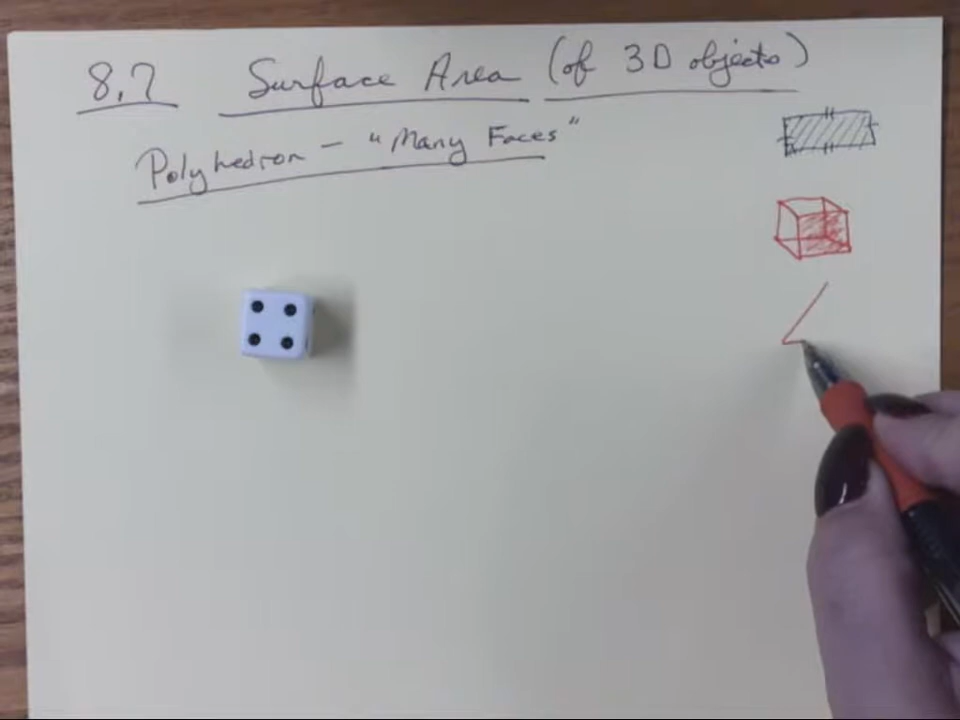 8.7 Surface Area (of 3D objects)
Polyhedron - "Many Faces"